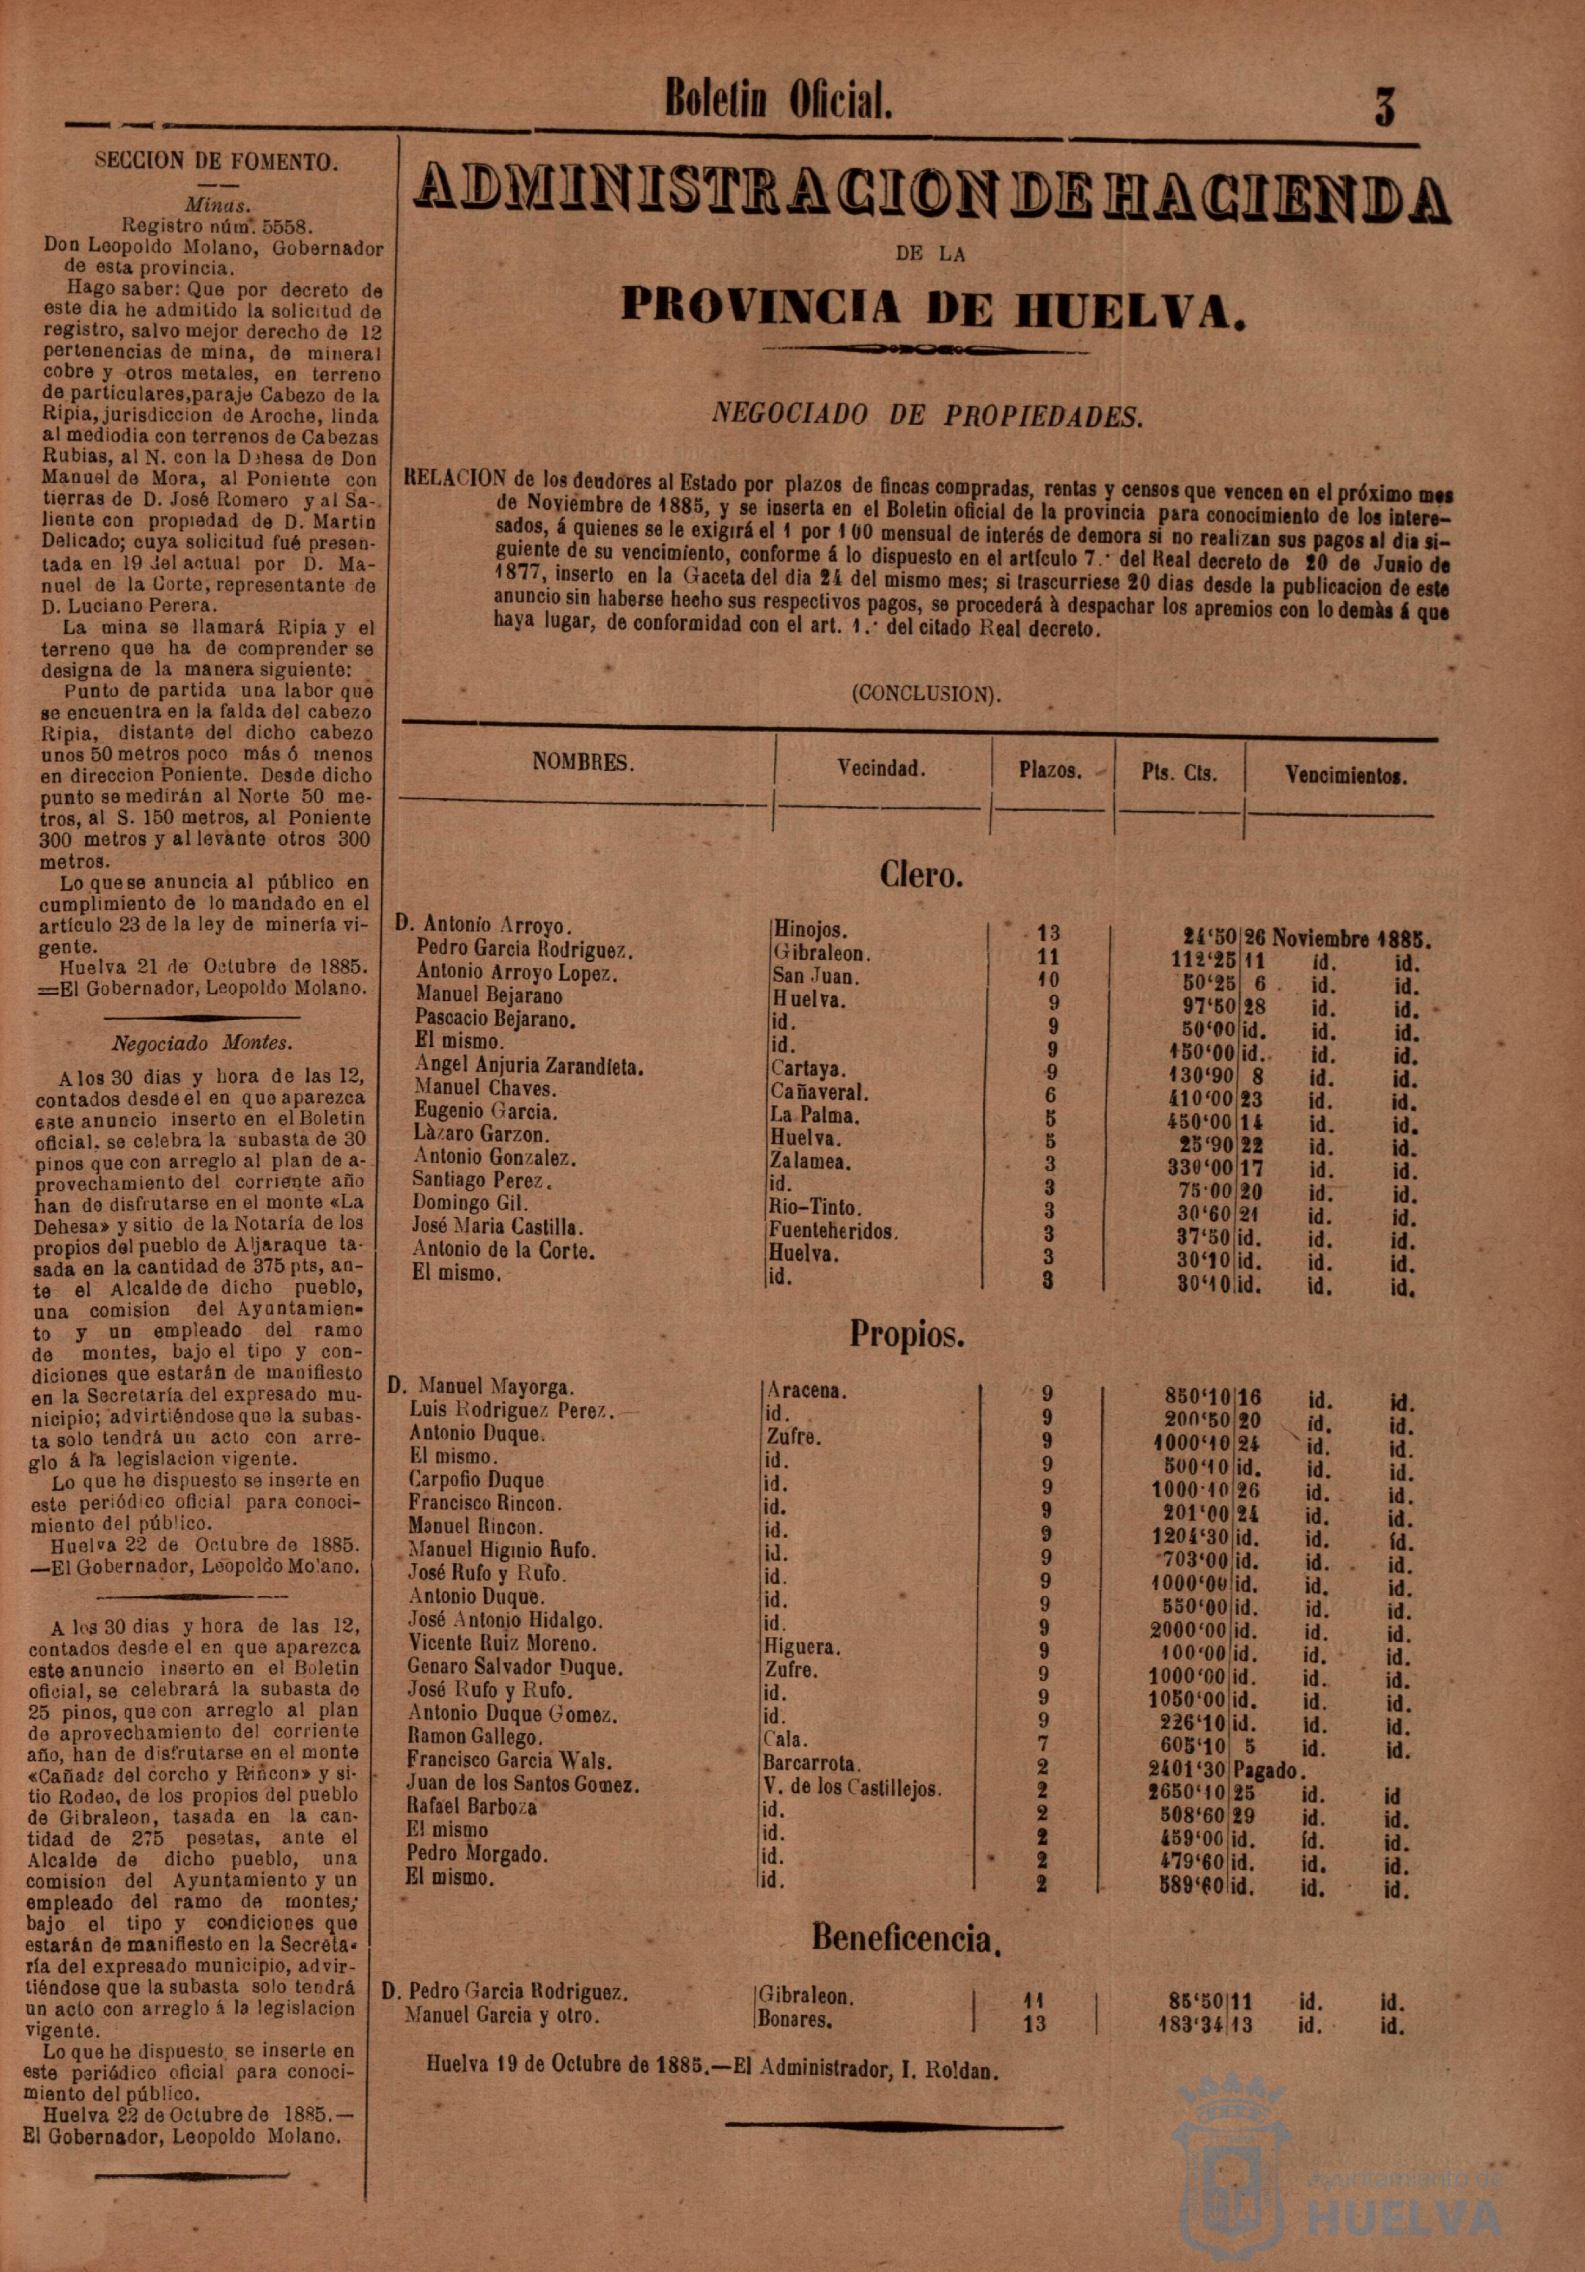 Boletin Oficial.
3
SECCION DE FOMENTO.
Minas.
Registro núm. 5558.
Don Leopoldo Molano, Gobernador
de esta provincia.
Hago saber: Que por decreto de
este dia he admitido la solicitud de
registro, salvo mejor derecho de 12
pertenencias de mina, de mineral
cobre y otros metales, en terreno
de particulares, paraje Cabezo de la
Ripia, jurisdiccion de Aroche, linda
al mediodia con terrenos de Cabezas
Rubias, al N. con la Dehesa de Don
Manuel de Mora, al Poniente con
tierras de D. José Romero y al Sa-
liente con propiedad de D. Martin
Delicado; cuya solicitud fué presen-
tada en 19 del actual por D. Ma-
nuel de la Corte, representante de
D. Luciano Perera.
La mina se llamará Ripia y el
terreno que ha de comprender se
designa de la manera siguiente:
Punto de partida una labor que
se encuentra en la falda del cabezo
Ripia, distante del dicho cabezo
unos 50 metros poco más ó menos
en direccion Poniente. Desde dicho
punto se medirán al Norte 50 me-
tros, al S. 150 metros, al Poniente
300 metros y al levante otros 300
metros.
Lo que se anuncia al público en
cumplimiento de lo mandado en el
artículo 23 de la ley de minería vi-
gente.
Huelva 21 de Octubre de 1885.
=El Gobernador, Leopoldo Molano.
Negociado Montes.
A los 30 dias y hora de las 12,
contados desde el en que aparezca
este anuncio inserto en el Boletin
oficial, se celebra la subasta de 30
pinos que con arreglo al plan de a-
provechamiento del corriente año
han de disfrutarse en el monte «La
Dehesa» y sitio de la Notaría de los
propios del pueblo de Aljaraque ta-
sada en la cantidad de 375 pts, an-
te el Alcalde de dicho pueblo,
una comision del Ayuntamien-
to y un empleado del ramo
de montes, bajo el tipo y con-
diciones que estarán de manifiesto
en la Secretaría del expresado mu-
nicipio; advirtiéndose que la subas-
ta solo tendrá un acto con arre-
glo á la legislacion vigente.
Lo que he dispuesto se inserte en
este periódico oficial para conoci-
miento del público.
Huelva 22 de Octubre de 1885.
—El Gobernador, Leopoldo Molano.
A los 30 dias y hora de las 12,
contados desde el en que aparezca
este anuncio inserto en el Boletin
oficial, se celebrará la subasta de
25 pinos, que con arreglo al plan
de aprovechamiento del corriente
año, han de disfrutarse en el monte
«Cañada del corcho y Rincon» y si-
tio Rodeo, de los propios del pueblo
de Gibraleon, tasada en la can-
tidad de 275 pesetas, ante el
Alcalde de dicho pueblo, una
comision del Ayuntamiento y un
empleado del ramo de montes,
bajo el tipo y condiciones que
estarán de manifiesto en la Secreta-
ría del expresado municipio, advir-
tiéndose que la subasta solo tendrá
un acto con arreglo á la legislacion
vigente.
Lo que he dispuesto, se inserte en
este periódico oficial para conoci-
miento del público.
Huelva 22 de Octubre de 1885.—
El Gobernador, Leopoldo Molano.
ADMINISTRACION DE HACIENDA
DE LA
PROVINCIA DE HUELVA.
NEGOCIADO DE PROPIEDADES.
RELACION de los deudores al Estado por plazos de fincas compradas, rentas y censos que vencen en el próximo mes
de Noviembre de 1885, y se inserta en el Boletin oficial de la provincia para conocimiento de los intere-
sados, á quienes se le exigirá el 1 por 100 mensual de interés de demora si no realizan sus pagos al dia si-
guiente de su vencimiento, conforme á lo dispuesto en el artículo 7.° del Real decreto de 20 de Junio de
1877, inserto en la Gaceta del dia 24 del mismo mes; si trascurriese 20 dias desde la publicacion de este
anuncio sin haberse hecho sus respectivos pagos, se procederá à despachar los apremios con lo demàs á que
haya lugar, de conformidad con el art. 1.° del citado Real decreto.
(CONCLUSION).
NOMBRES. Vecindad. Plazos. Pts. Cts. Vencimientos.
Clero.
D. Antonio Arroyo. Hinojos. 13 24'50 26 Noviembre 1885.
Pedro Garcia Rodriguez. Gibraleon. 11 112'25 11 id. id.
Antonio Arroyo Lopez. San Juan. 10 50'25 6 id. id.
Manuel Bejarano Huelva. 9 97'50 28 id. id.
Pascacio Bejarano. id. 9 50'00 id. id. id.
El mismo. id. 9 150'00 id. id. id.
Angel Anjuria Zarandieta. Cartaya. 9 130'90 8 id. id.
Manuel Chaves. Cañaveral. 6 410'00 23 id. id.
Eugenio Garcia. La Palma. 5 450'00 14 id. id.
Làzaro Garzon. Huelva. 5 25'90 22 id. id.
Antonio Gonzalez. Zalamea. 3 330'00 17 id. id.
Santiago Perez. id. 3 75'00 20 id. id.
Domingo Gil. Rio-Tinto. 3 30'60 21 id. id.
José Maria Castilla. Fuenteheridos. 3 37'50 id. id. id.
Antonio de la Corte. Huelva. 3 30'10 id. id. id.
El mismo. id. 3 30'10 id. id. id.
Propios.
D. Manuel Mayorga. Aracena. 9 850'10 16 id. id.
Luis Rodriguez Perez. id. 9 200'50 20 id. id.
Antonio Duque. Zufre. 9 1000'10 24 id. id.
El mismo. id. 9 500'10 id. id. id.
Carpofio Duque id. 9 1000'10 26 id. id.
Francisco Rincon. id. 9 201'00 24 id. id.
Manuel Rincon. id. 9 1204'30 id. id. id.
Manuel Higinio Rufo. id. 9 703'00 id. id. id.
José Rufo y Rufo. id. 9 1000'00 id. id. id.
Antonio Duque. id. 9 550'00 id. id. id.
José Antonio Hidalgo. id. 9 2000'00 id. id. id.
Vicente Ruiz Moreno. Higuera. 9 100'00 id. id. id.
Genaro Salvador Duque. Zufre. 9 1000'00 id. id. id.
José Rufo y Rufo. id. 9 1050'00 id. id. id.
Antonio Duque Gomez. id. 9 226'10 id. id. id.
Ramon Gallego. Cala. 7 605'10 5 id. id.
Francisco Garcia Wals. Barcarrota. 2 2401'30 Pagado.
Juan de los Santos Gomez. V. de los Castillejos. 2 2650'10 25 id. id
Rafael Barboza id. 2 508'60 29 id. id.
El mismo id. 2 459'00 id. id. id.
Pedro Morgado. id. 2 479'60 id. id. id.
El mismo. id. 2 589'60 id. id. id.
Beneficencia.
D. Pedro Garcia Rodriguez. Gibraleon. 11 85'50 11 id. id.
Manuel Garcia y otro. Bonares. 13 183'34 13 id. id.
Huelva 19 de Octubre de 1885.—El Administrador, I. Roldan.
Ayuntamiento de
HUELVA